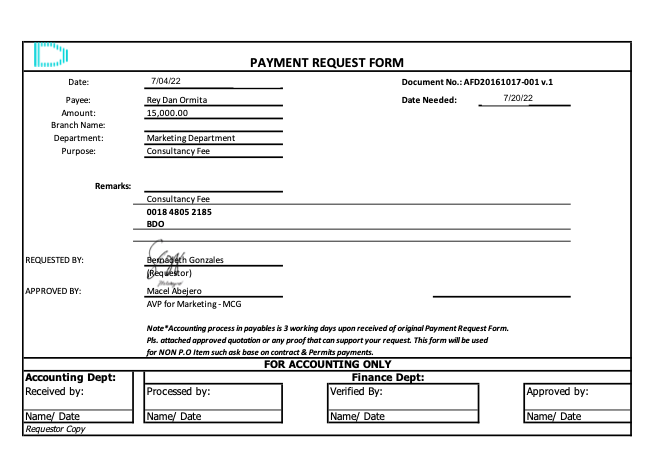 PAYMENT REQUEST FORM
Date: 7/04/22 Document No.: AFD20161017-001 v.1
Payee: Rey Dan Ormita Date Needed: 7/20/22
Amount: 15,000.00
Branch Name:
Department: Marketing Department
Purpose: Consultancy Fee
Remarks:
Consultancy Fee
0018 4805 2185
BDO
REQUESTED BY: Bernadeth Gonzales
(Requestor)
APPROVED BY: Macel Abejero
AVP for Marketing - MCG
Note*Accounting process in payables is 3 working days upon received of original Payment Request Form.
Pls. attached approved quotation or any proof that can support your request. This form will be used
for NON P.O Item such ask base on contract & Permits payments.
FOR ACCOUNTING ONLY
Accounting Dept: Finance Dept:
Received by: Processed by: Verified By: Approved by:
Name/ Date Name/ Date Name/ Date Name/ Date
Requestor Copy